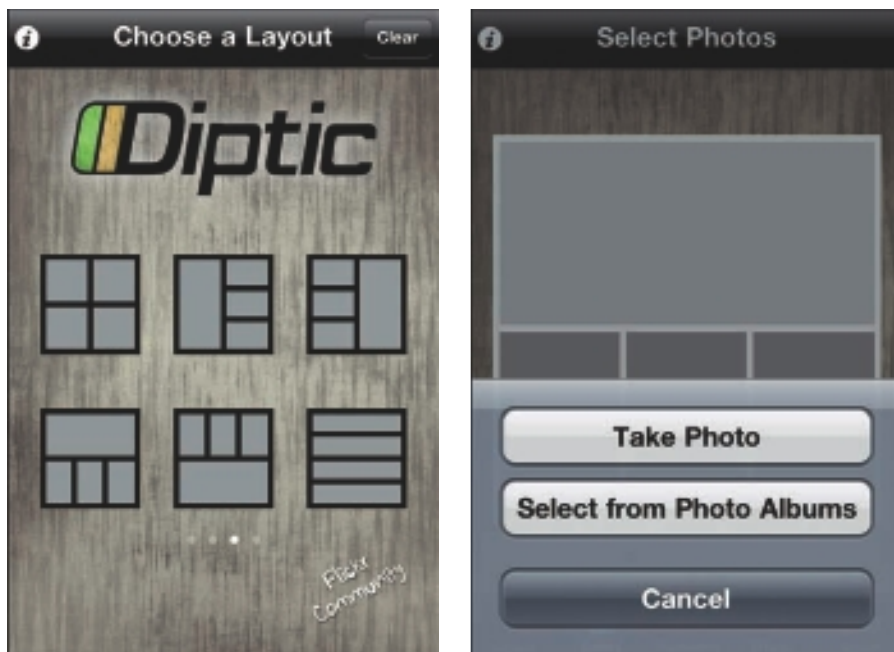 Choose a Layout
Clear
Diptic
Flickr
Community
Select Photos
Take Photo
Select from Photo Albums
Cancel